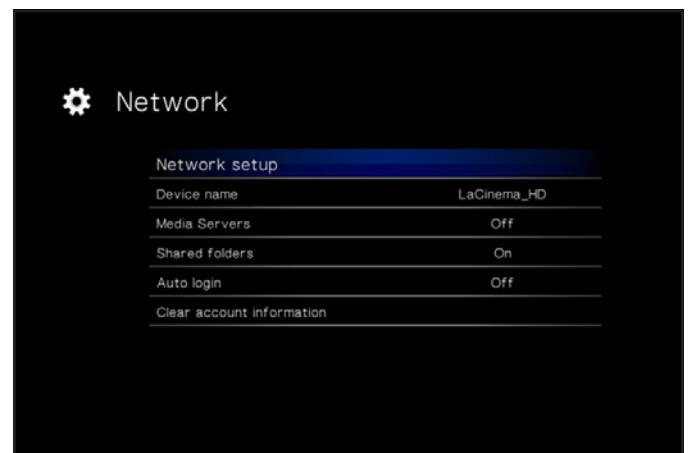 Network
Network setup
Device name LaCinema_HD
Media Servers Off
Shared folders On
Auto login Off
Clear account information